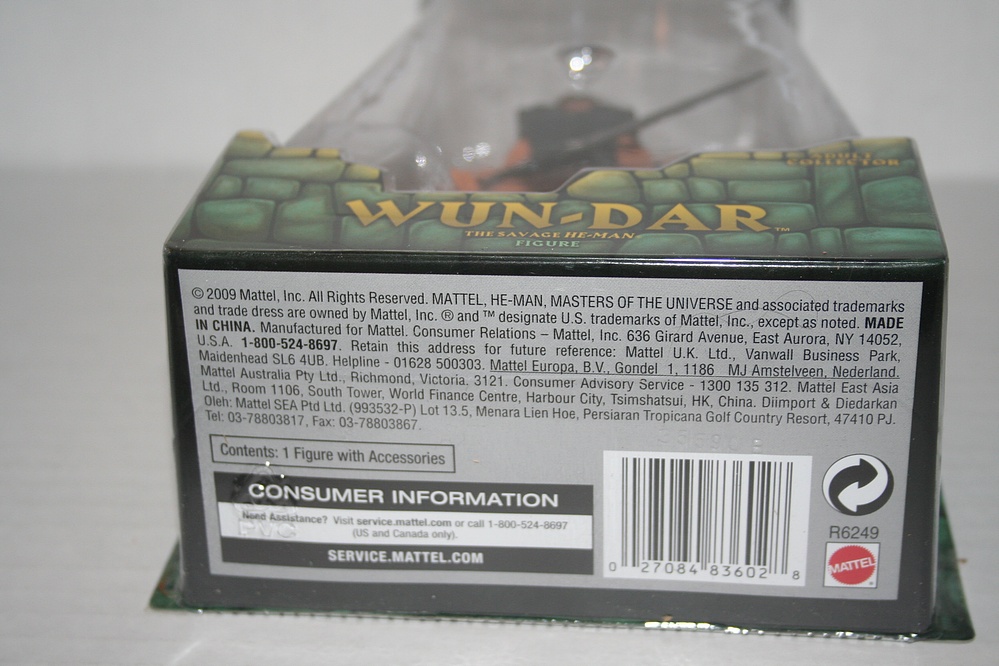 ADULT
COLLECTOR
WUN-DAR™
THE SAVAGE HE-MAN
FIGURE
© 2009 Mattel, Inc. All Rights Reserved. MATTEL, HE-MAN, MASTERS OF THE UNIVERSE and associated trademarks
and trade dress are owned by Mattel, Inc. ® and ™ designate U.S. trademarks of Mattel, Inc., except as noted. MADE
IN CHINA. Manufactured for Mattel. Consumer Relations – Mattel, Inc. 636 Girard Avenue, East Aurora, NY 14052,
U.S.A. 1-800-524-8697. Retain this address for future reference: Mattel U.K. Ltd., Vanwall Business Park,
Maidenhead SL6 4UB. Helpline - 01628 500303. Mattel Europa, B.V., Gondel 1, 1186 MJ Amstelveen, Nederland.
Mattel Australia Pty Ltd., Richmond, Victoria. 3121. Consumer Advisory Service - 1300 135 312. Mattel East Asia
Ltd., Room 1106, South Tower, World Finance Centre, Harbour City, Tsimshatsui, HK, China. Diimport & Diedarkan
Oleh: Mattel SEA Ptd Ltd. (993532-P) Lot 13.5, Menara Lien Hoe, Persiaran Tropicana Golf Country Resort, 47410 PJ.
Tel: 03-78803817, Fax: 03-78803867.
Contents: 1 Figure with Accessories
CONSUMER INFORMATION
Need Assistance? Visit service.mattel.com or call 1-800-524-8697
(US and Canada only).
SERVICE.MATTEL.COM
0 27084 83602 8
R6249
MATTEL®